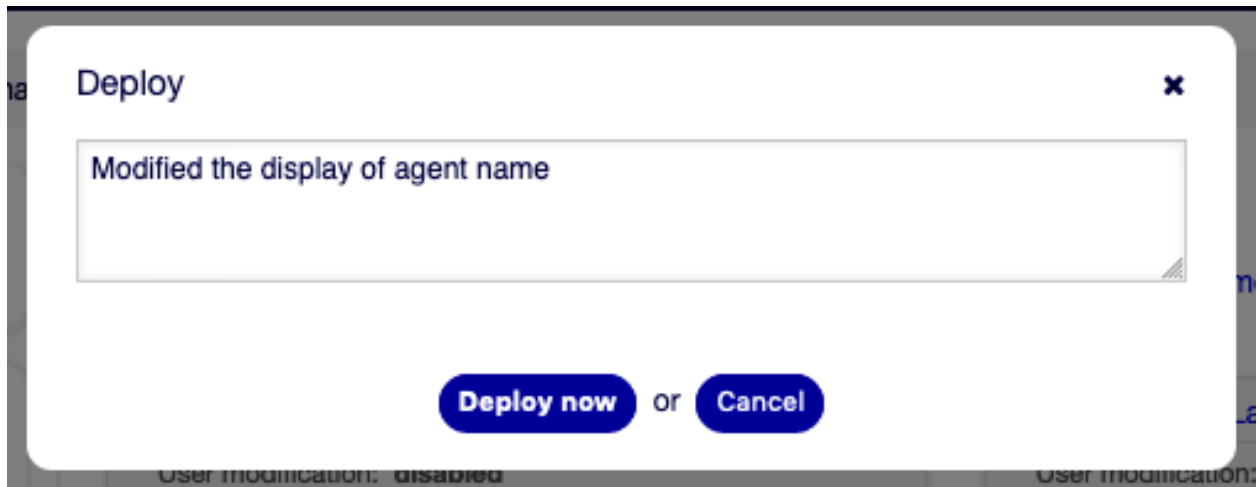 Deploy
Modified the display of agent name
Deploy now or Cancel
User modification: disabled
User modification: